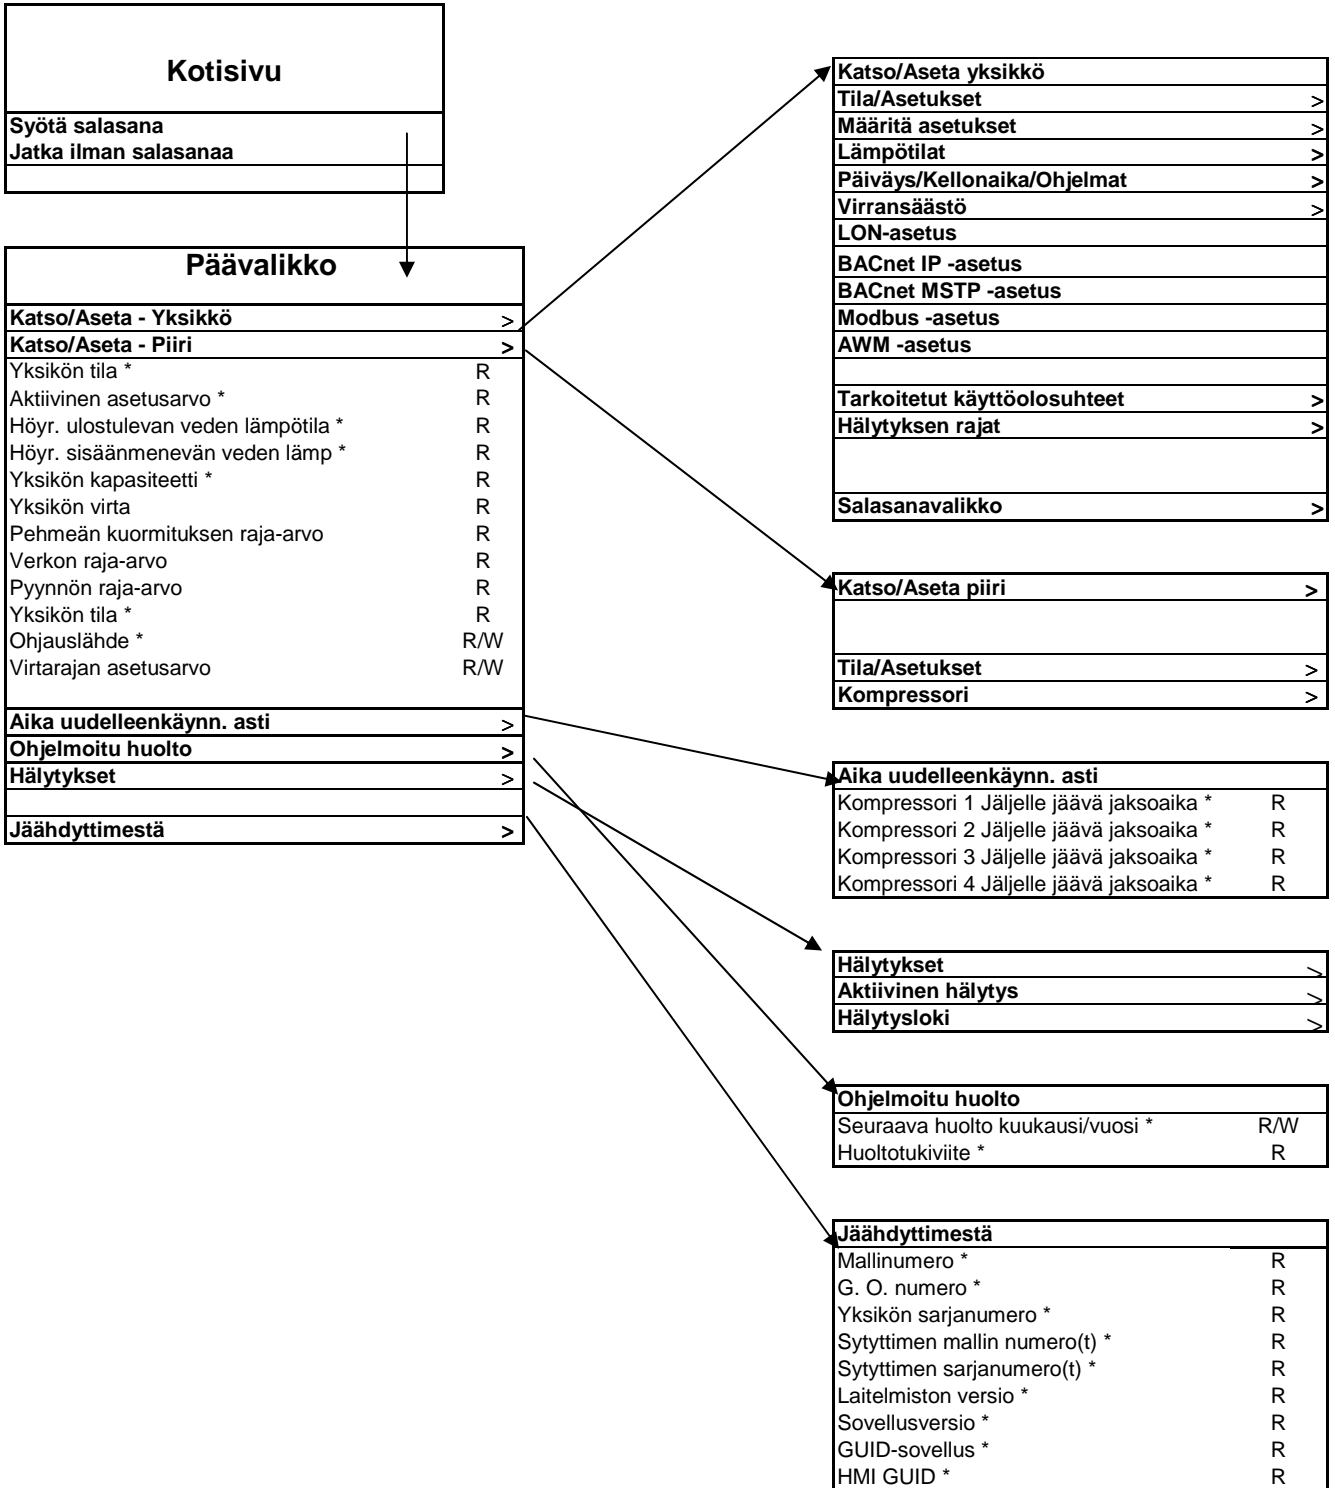 Kotisivu
Syötä salasana
Jatka ilman salasanaa
Päävalikko
Katso/Aseta - Yksikkö >
Katso/Aseta - Piiri >
Yksikön tila * R
Aktiivinen asetusarvo * R
Höyr. ulostulevan veden lämpötila * R
Höyr. sisäänmenevän veden lämp * R
Yksikön kapasiteetti * R
Yksikön virta R
Pehmeän kuormituksen raja-arvo R
Verkon raja-arvo R
Pyynnön raja-arvo R
Yksikön tila * R
Ohjauslähde * R/W
Virtarajan asetusarvo R/W
Aika uudelleenkäynn. asti >
Ohjelmoitu huolto >
Hälytykset >
Jäähdyttimestä >
Katso/Aseta yksikkö
Tila/Asetukset >
Määritä asetukset >
Lämpötilat >
Päiväys/Kellonaika/Ohjelmat >
Virransäästö >
LON-asetus
BACnet IP -asetus
BACnet MSTP -asetus
Modbus -asetus
AWM -asetus
Tarkoitetut käyttöolosuhteet >
Hälytyksen rajat >
Salasanavalikko >
Katso/Aseta piiri >
Tila/Asetukset >
Kompressori >
Aika uudelleenkäynn. asti
Kompressori 1 Jäljelle jäävä jaksoaika * R
Kompressori 2 Jäljelle jäävä jaksoaika * R
Kompressori 3 Jäljelle jäävä jaksoaika * R
Kompressori 4 Jäljelle jäävä jaksoaika * R
Hälytykset >
Aktiivinen hälytys >
Hälytysloki >
Ohjelmoitu huolto
Seuraava huolto kuukausi/vuosi * R/W
Huoltotukiviite * R
Jäähdyttimestä
Mallinumero * R
G. O. numero * R
Yksikön sarjanumero * R
Sytyttimen mallin numero(t) * R
Sytyttimen sarjanumero(t) * R
Laitelmiston versio * R
Sovellusversio * R
GUID-sovellus * R
HMI GUID * R